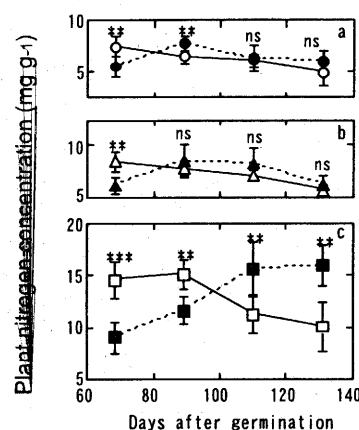 Plant nitrogen concentration (mg g-1)
10
5
** ** ns ns a
10
5
** ns ns ns b
20
15
10
5
*** ** ** ** c
60 80 100 120 140
Days after germination